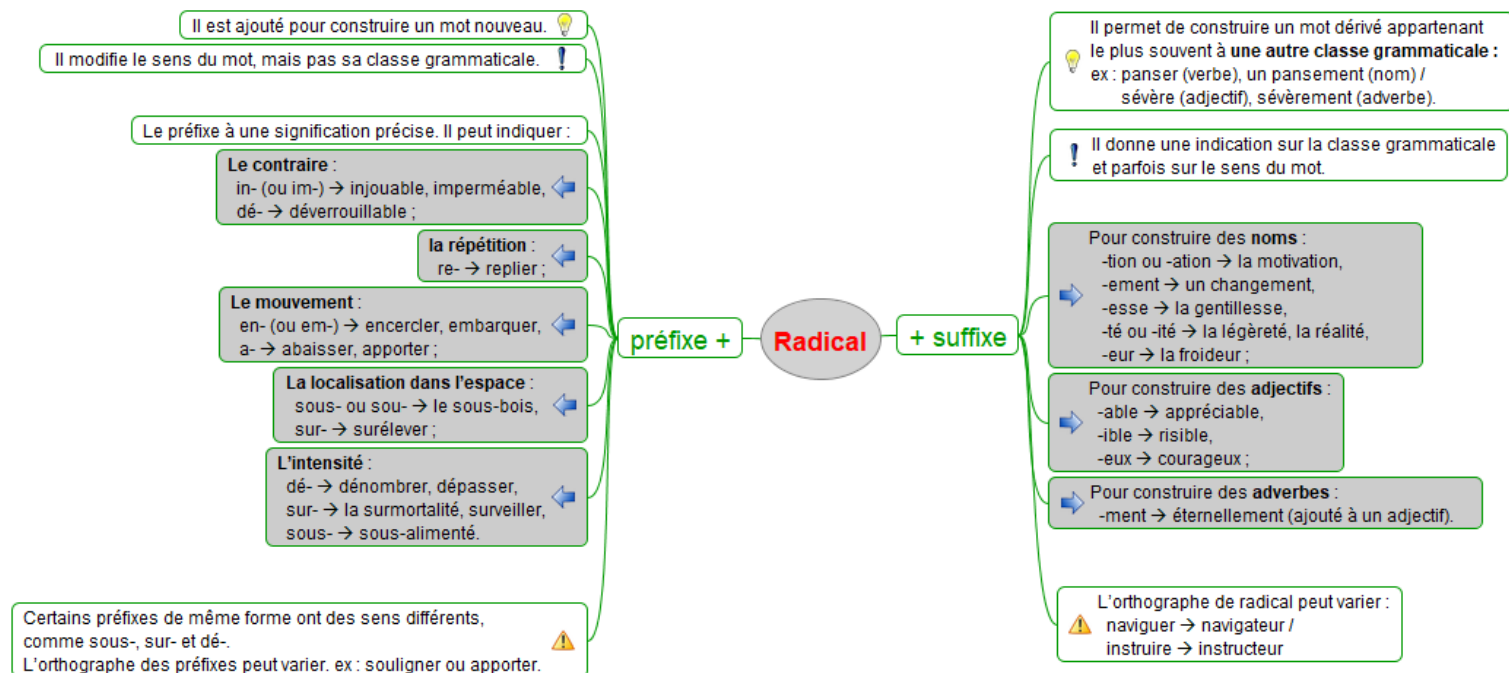 Il est ajouté pour construire un mot nouveau.
Il modifie le sens du mot, mais pas sa classe grammaticale.
Le préfixe à une signification précise. Il peut indiquer :
Le contraire :
in- (ou im-) → injouable, imperméable,
dé- → déverrouillable ;
la répétition :
re- → replier ;
Le mouvement :
en- (ou em-) → encercler, embarquer,
a- → abaisser, apporter ;
La localisation dans l'espace :
sous- ou sou- → le sous-bois,
sur- → surélever ;
L'intensité :
dé- → dénombrer, dépasser,
sur- → la surmortalité, surveiller,
sous- → sous-alimenté.
Certains préfixes de même forme ont des sens différents,
comme sous-, sur- et dé-.
L'orthographe des préfixes peut varier. ex : souligner ou apporter.
préfixe +
Radical
+ suffixe
Il permet de construire un mot dérivé appartenant
le plus souvent à une autre classe grammaticale :
ex : panser (verbe), un pansement (nom) /
sévère (adjectif), sévèrement (adverbe).
Il donne une indication sur la classe grammaticale
et parfois sur le sens du mot.
Pour construire des noms :
-tion ou -ation → la motivation,
-ement → un changement,
-esse → la gentillesse,
-té ou -ité → la légèreté, la réalité,
-eur → la froideur ;
Pour construire des adjectifs :
-able → appréciable,
-ible → risible,
-eux → courageux ;
Pour construire des adverbes :
-ment → éternellement (ajouté à un adjectif).
L'orthographe de radical peut varier :
naviguer → navigateur /
instruire → instructeur